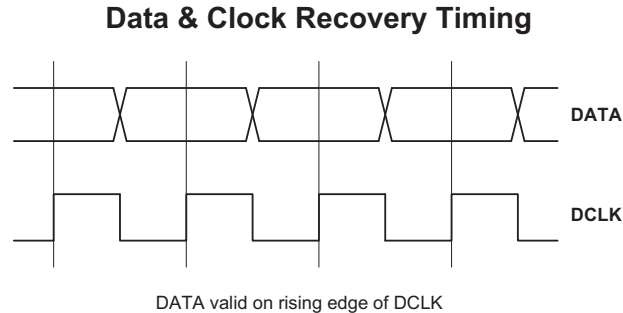 Data & Clock Recovery Timing
DATA
DCLK
DATA valid on rising edge of DCLK